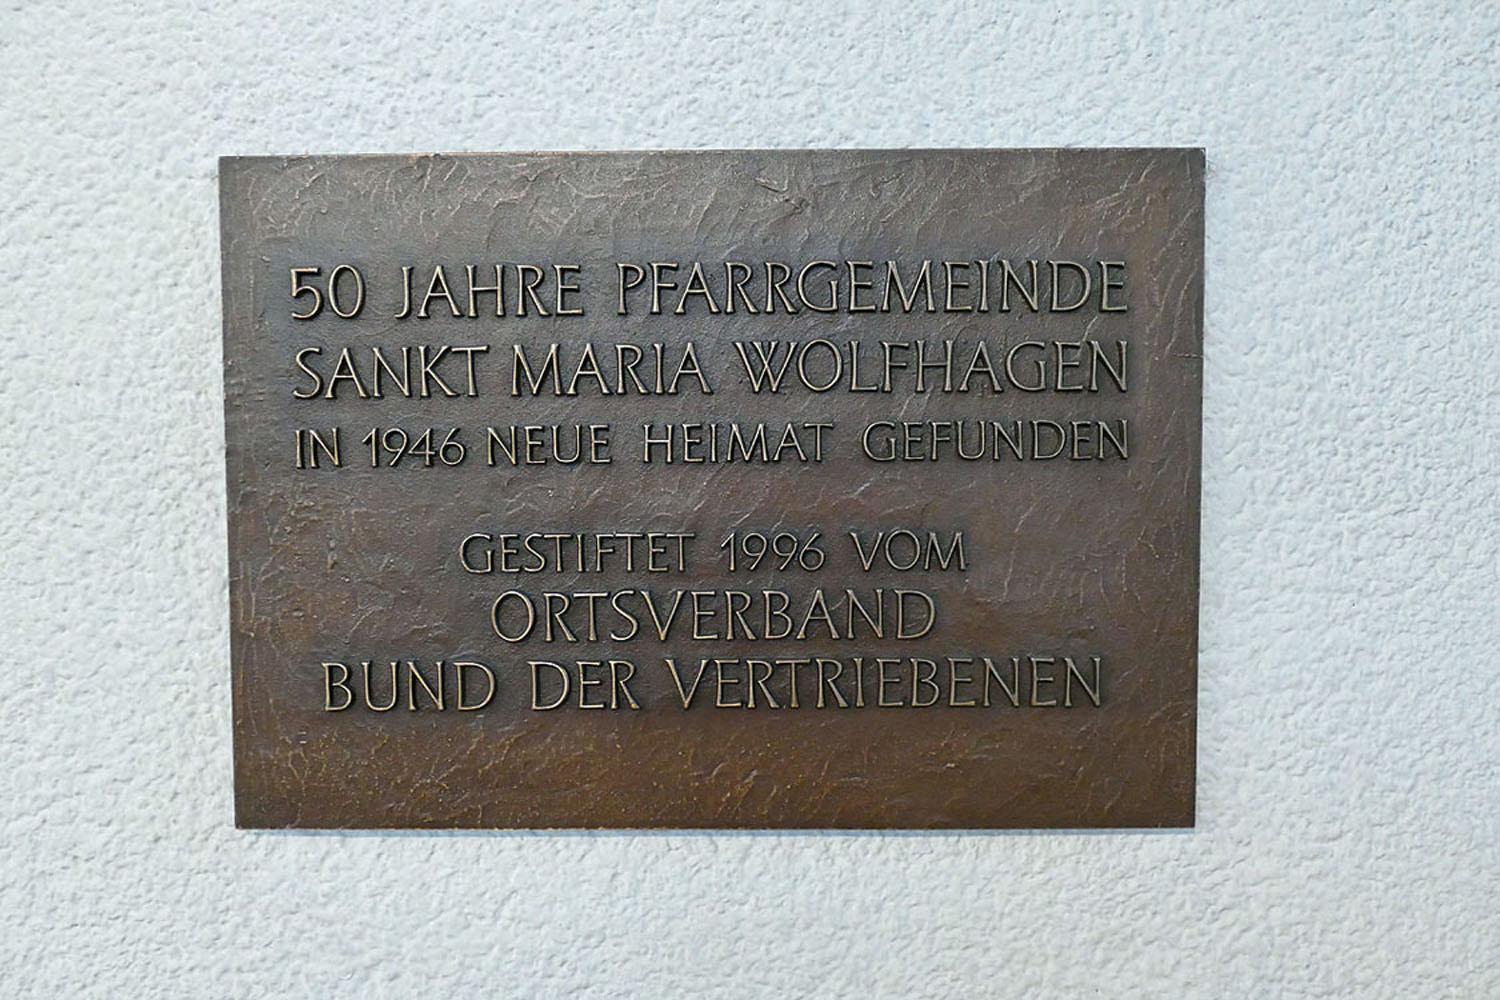 50 JAHRE PFARRGEMEINDE
SANKT MARIA WOLFHAGEN
IN 1946 NEUE HEIMAT GEFUNDEN
GESTIFTET 1996 VOM
ORTSVERBAND
BUND DER VERTRIEBENEN